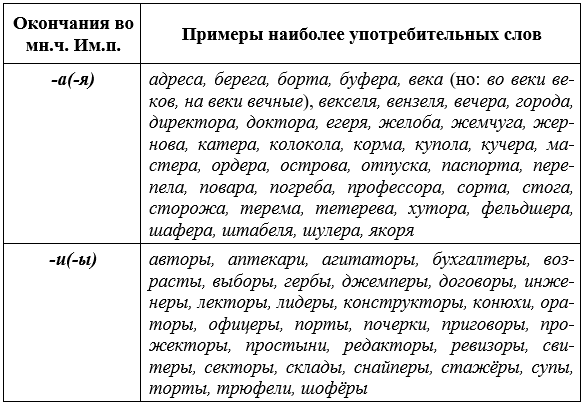 Окончания во
мн.ч. Им.п.
Примеры наиболее употребительных слов
-а(-я)
адреса, берега, борта, буфера, века (но: во веки ве-
ков, на веки вечные), векселя, вензеля, вечера, города,
директора, доктора, егеря, желоба, жемчуга, жер-
нова, катера, колокола, корма, купола, кучера, ма-
стера, ордера, острова, отпуска, паспорта, пере-
пела, повара, погреба, профессора, сорта, стога,
сторожа, терема, тетерева, хутора, фельдшера,
шафера, штабеля, шулера, якоря
-и(-ы)
авторы, аптекари, агитаторы, бухгалтеры, воз-
расты, выборы, гербы, джемперы, договоры, инже-
неры, лекторы, лидеры, конструкторы, конюхи, ора-
торы, офицеры, порты, почерки, приговоры, про-
жекторы, простыни, редакторы, ревизоры, сви-
теры, секторы, склады, снайперы, стажёры, супы,
торты, трюфели, шофёры